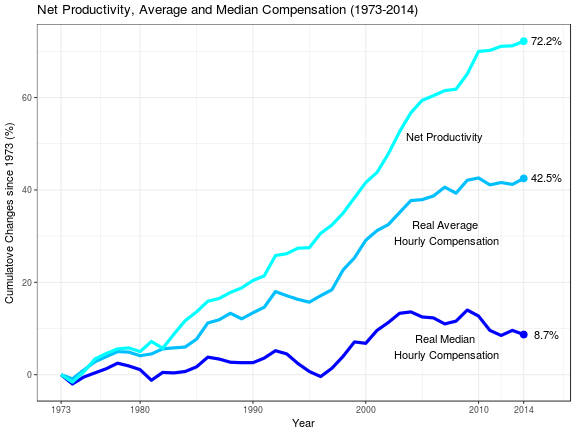 Net Productivity, Average and Median Compensation (1973-2014)
72.2%
60
Net Productivity
Cumulatove Changes since 1973 (%)
42.5%
40
Real Average
Hourly Compensation
20
8.7%
Real Median
Hourly Compensation
0
1973 1980 1990 2000 2010 2014
Year